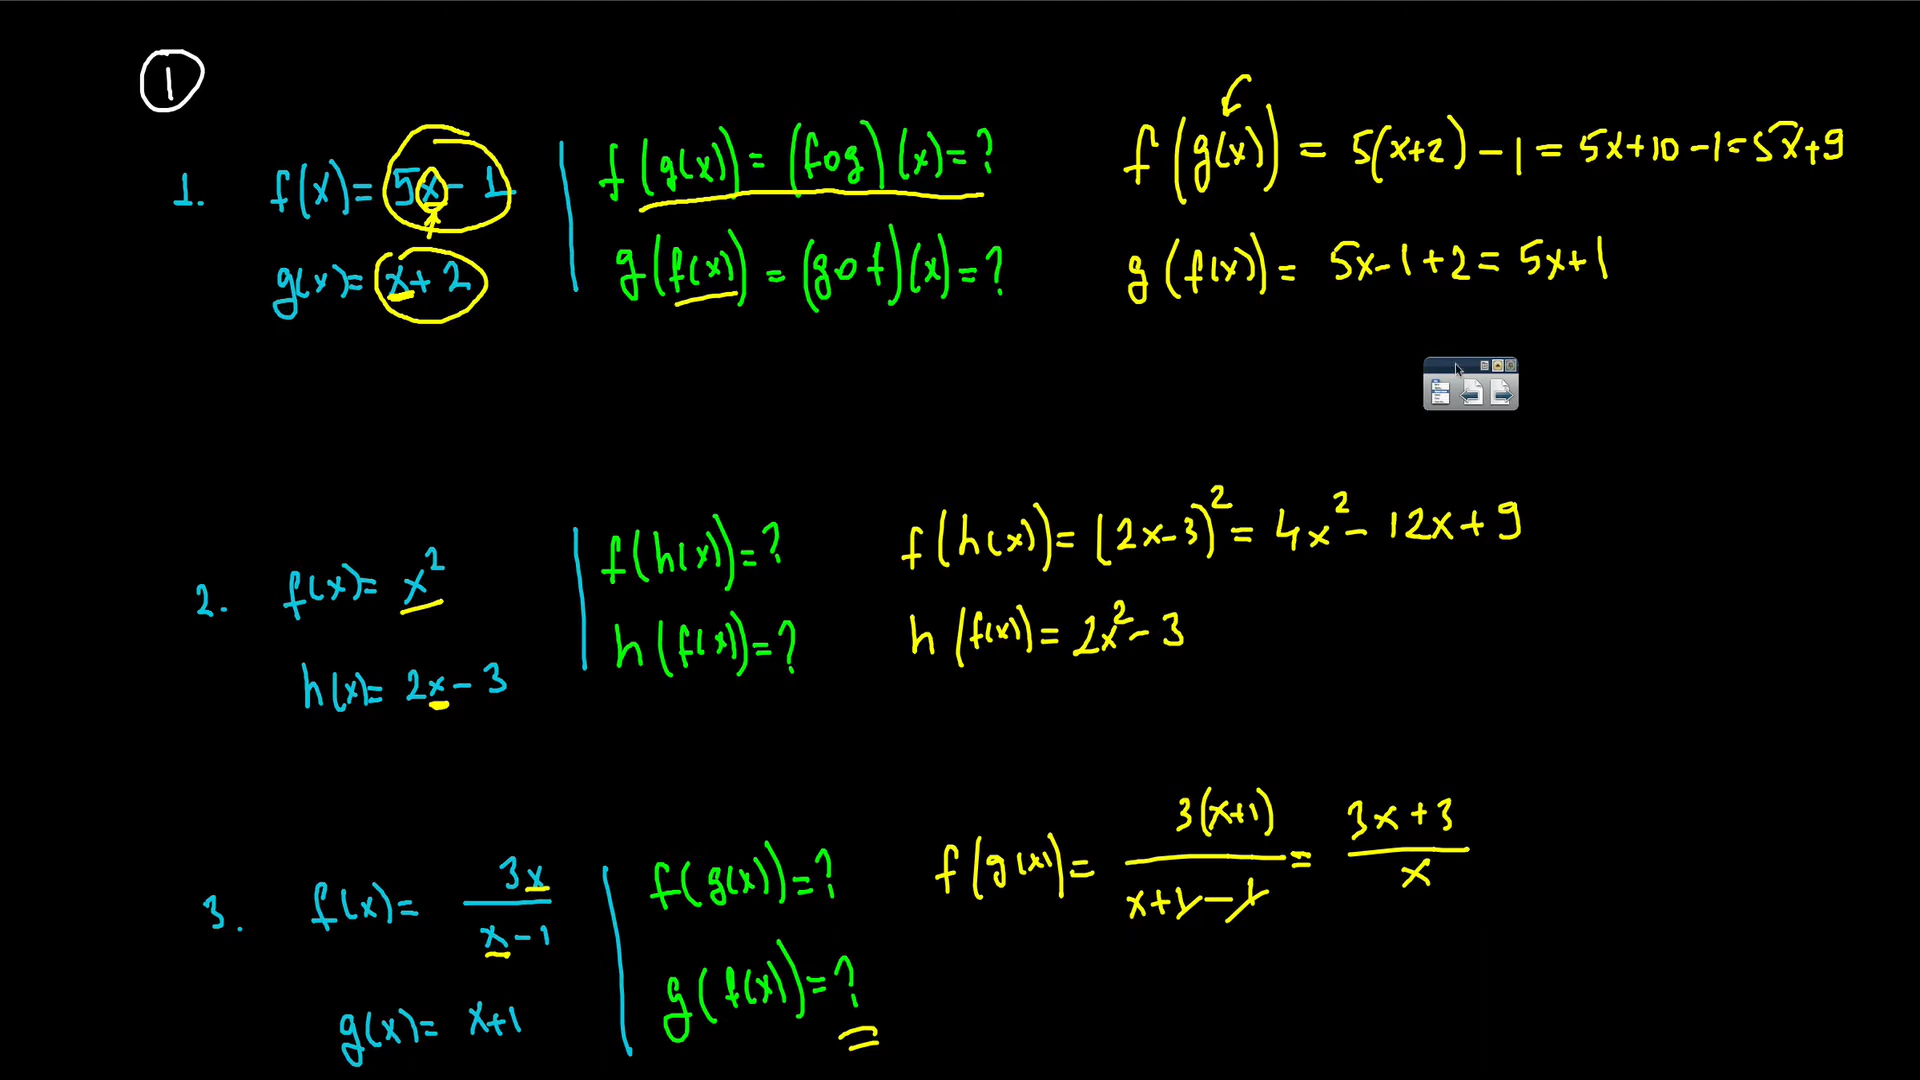 1
1. f(x)= 5x-1 f(g(x))=(fog)(x)=? f(g(x)) = 5(x+2)-1=5x+10-1=5x+9
g(x)= x+2 g(f(x))=(gof)(x)=? g(f(x))= 5x-1+2=5x+1
2. f(x)= x² f(h(x))=? f(h(x))=(2x-3)²=4x²-12x+9
h(x)= 2x-3 h(f(x))=? h(f(x))=2x²-3
3. f(x)= 3x/x-1 f(g(x))=? f(g(x))= 3(x+1)/x+1-1 = 3x+3/x
g(x)= x+1 g(f(x))=?